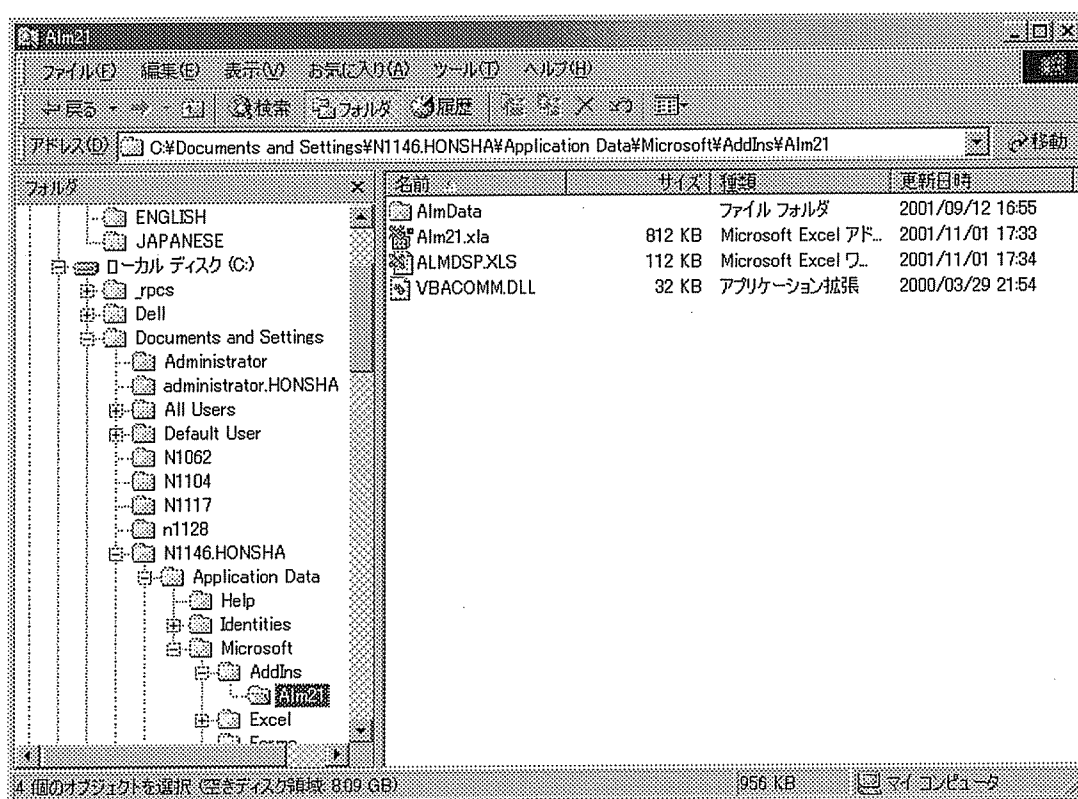 Alm21
ファイル(F) 編集(E) 表示(V) お気に入り(A) ツール(T) ヘルプ(H)
戻る 検索 フォルダ 履歴
アドレス(D) C:¥Documents and Settings¥N1146.HONSHA¥Application Data¥Microsoft¥AddIns¥Alm21 移動
フォルダ
ENGLISH
JAPANESE
ローカル ディスク (C:)
_rpcs
Dell
Documents and Settings
Administrator
administrator.HONSHA
All Users
Default User
N1062
N1104
N1117
n1128
N1146.HONSHA
Application Data
Help
Identities
Microsoft
AddIns
Alm21
Excel
名前 サイズ 種類 更新日時
AlmData ファイル フォルダ 2001/09/12 16:55
Alm21.xla 812 KB Microsoft Excel アド... 2001/11/01 17:33
ALMDSP.XLS 112 KB Microsoft Excel ワ... 2001/11/01 17:34
VBACOMM.DLL 32 KB アプリケーション拡張 2000/03/29 21:54
4 個のオブジェクトを選択 (空きディスク領域: 8.09 GB) 956 KB マイ コンピュータ